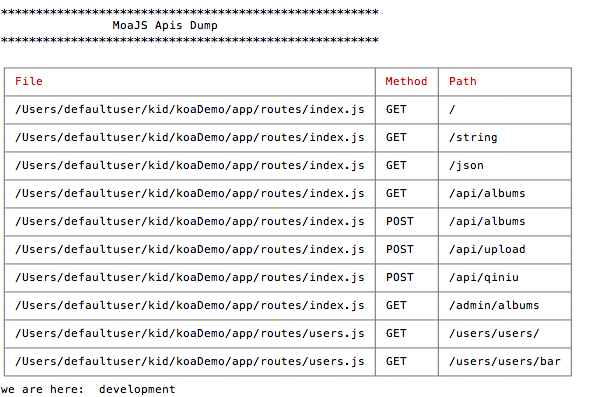 ******************************************************
MoaJS Apis Dump
******************************************************
File Method Path
/Users/defaultuser/kid/koaDemo/app/routes/index.js GET /
/Users/defaultuser/kid/koaDemo/app/routes/index.js GET /string
/Users/defaultuser/kid/koaDemo/app/routes/index.js GET /json
/Users/defaultuser/kid/koaDemo/app/routes/index.js GET /api/albums
/Users/defaultuser/kid/koaDemo/app/routes/index.js POST /api/albums
/Users/defaultuser/kid/koaDemo/app/routes/index.js POST /api/upload
/Users/defaultuser/kid/koaDemo/app/routes/index.js POST /api/qiniu
/Users/defaultuser/kid/koaDemo/app/routes/index.js GET /admin/albums
/Users/defaultuser/kid/koaDemo/app/routes/users.js GET /users/users/
/Users/defaultuser/kid/koaDemo/app/routes/users.js GET /users/users/bar
we are here:  development